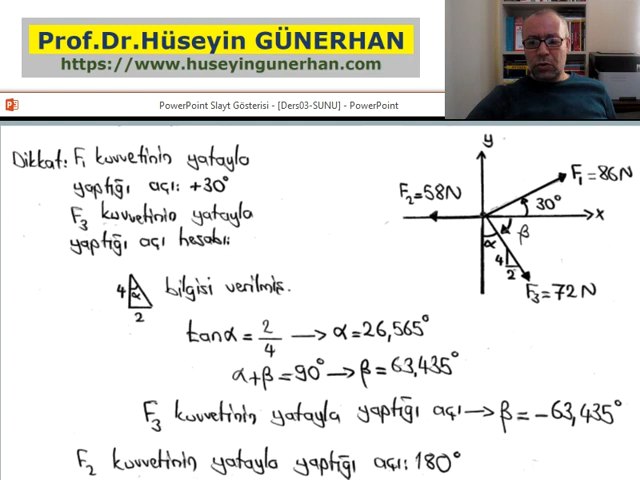 Prof.Dr.Hüseyin GÜNERHAN
https://www.huseyingunerhan.com
PowerPoint Slayt Gösterisi - [Ders03-SUNU] - PowerPoint
Dikkat: F₁ kuvvetinin yatayla
yaptığı açı: +30°
F₃ kuvvetinin yatayla
yaptığı açı hesabı:
4 α 2 bilgisi verilmiş.
tanα = 2/4 → α = 26,565°
α+β = 90° → β = 63,435°
F₃ kuvvetinin yatayla yaptığı açı → β = -63,435°
F₂ kuvvetinin yatayla yaptığı açı: 180°
y
F₁ = 86N
F₂ = 58N
30°
x
β
α
4
2
F₃ = 72N